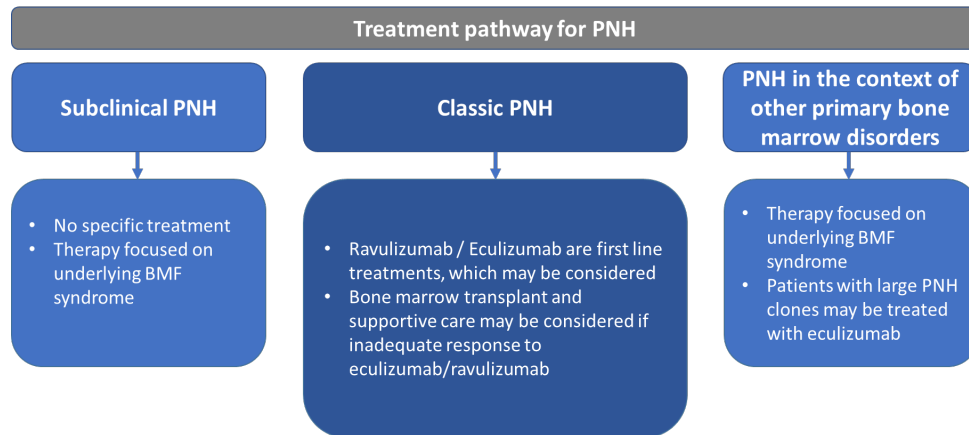 Treatment pathway for PNH
Subclinical PNH
Classic PNH
PNH in the context of
other primary bone
marrow disorders
• No specific treatment
• Therapy focused on
underlying BMF
syndrome
• Ravulizumab / Eculizumab are first line
treatments, which may be considered
• Bone marrow transplant and
supportive care may be considered if
inadequate response to
eculizumab/ravulizumab
• Therapy focused on
underlying BMF
syndrome
• Patients with large PNH
clones may be treated
with eculizumab